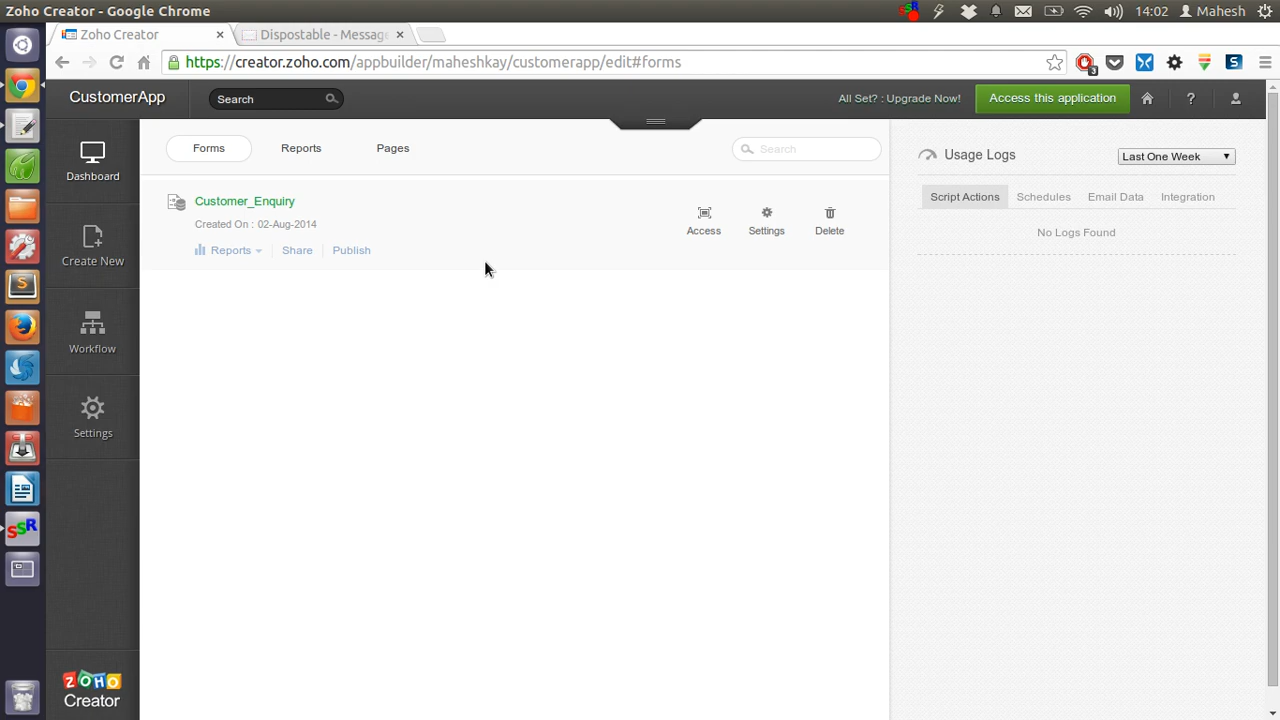 Zoho Creator - Google Chrome
14:02 Mahesh
Zoho Creator × Dispostable - Message ×
https://creator.zoho.com/appbuilder/maheshkay/customerapp/edit#forms
3
CustomerApp Search All Set? : Upgrade Now! Access this application ?
Forms Reports Pages Search
Usage Logs Last One Week
Dashboard
Customer_Enquiry
Created On : 02-Aug-2014
Reports Share Publish
Access Settings Delete
Script Actions Schedules Email Data Integration
No Logs Found
Create New
Workflow
Settings
SSR
ZOHO
Creator